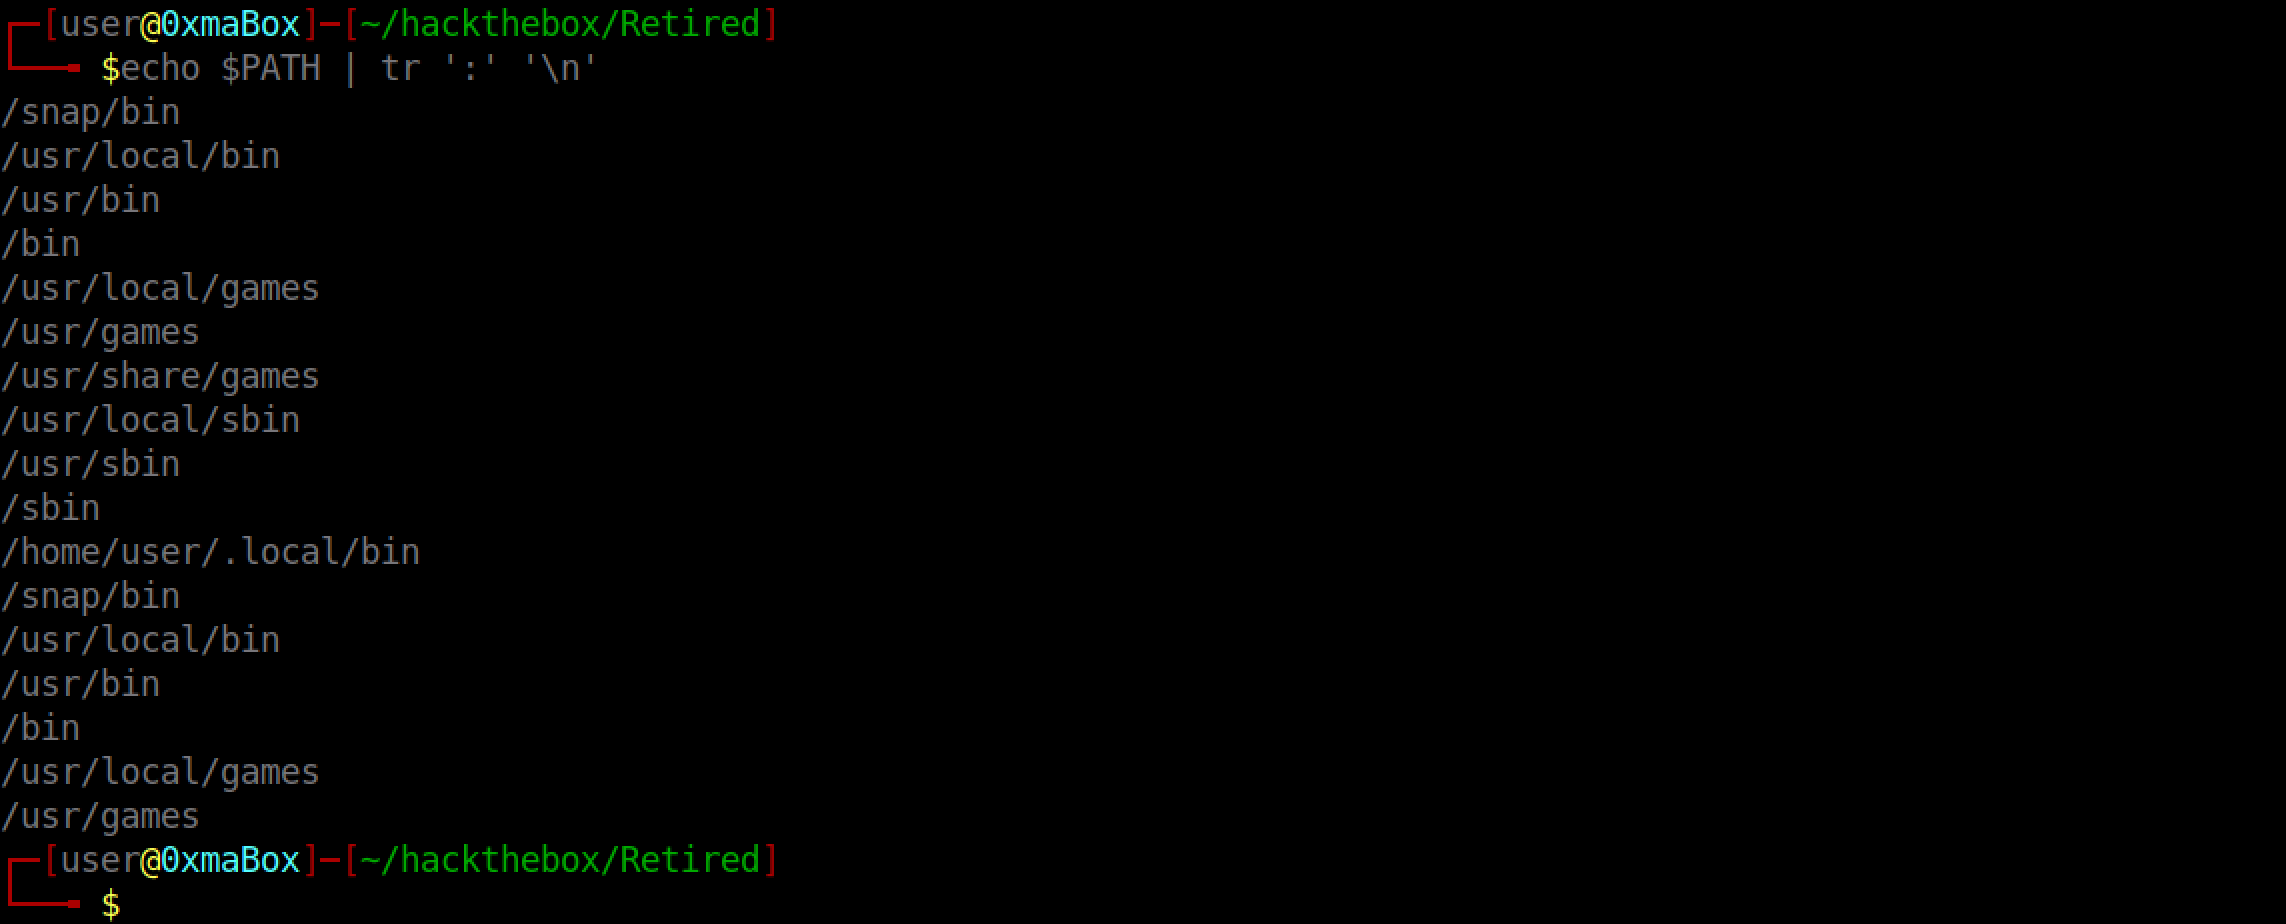 [user@0xmaBox]─[~/hackthebox/Retired]
$echo $PATH | tr ':' '\n'
/snap/bin
/usr/local/bin
/usr/bin
/bin
/usr/local/games
/usr/games
/usr/share/games
/usr/local/sbin
/usr/sbin
/sbin
/home/user/.local/bin
/snap/bin
/usr/local/bin
/usr/bin
/bin
/usr/local/games
/usr/games
[user@0xmaBox]─[~/hackthebox/Retired]
$